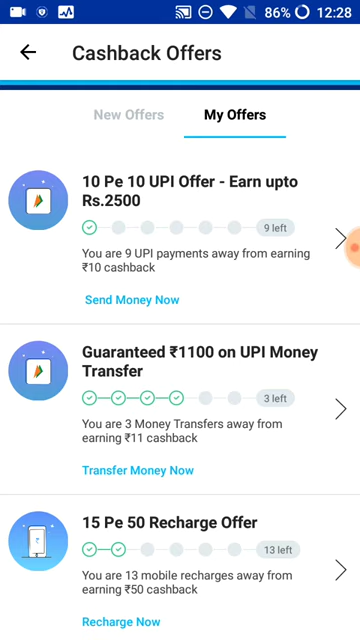 86% 12:28
Cashback Offers
New Offers My Offers
10 Pe 10 UPI Offer - Earn upto
Rs.2500
9 left
You are 9 UPI payments away from earning
₹10 cashback
Send Money Now
Guaranteed ₹1100 on UPI Money
Transfer
3 left
You are 3 Money Transfers away from
earning ₹11 cashback
Transfer Money Now
15 Pe 50 Recharge Offer
13 left
You are 13 mobile recharges away from
earning ₹50 cashback
Recharge Now